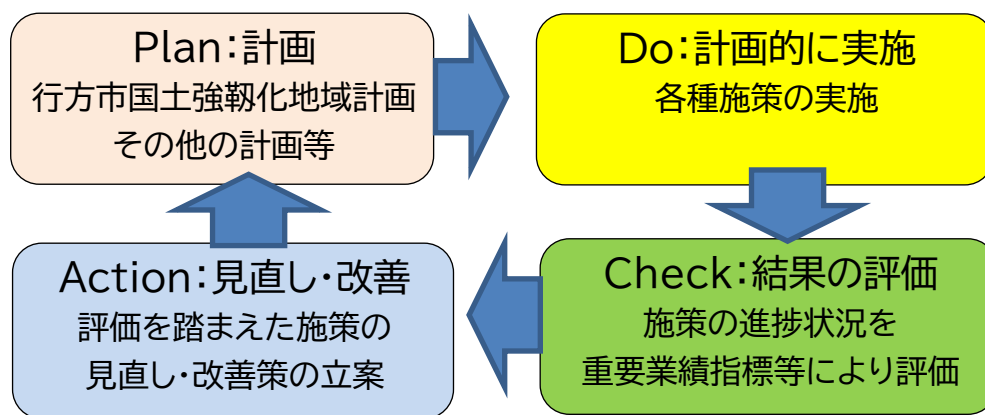 Plan：計画
行方市国土強靱化地域計画
その他の計画等
Do：計画的に実施
各種施策の実施
Check：結果の評価
施策の進捗状況を
重要業績指標等により評価
Action：見直し・改善
評価を踏まえた施策の
見直し・改善策の立案